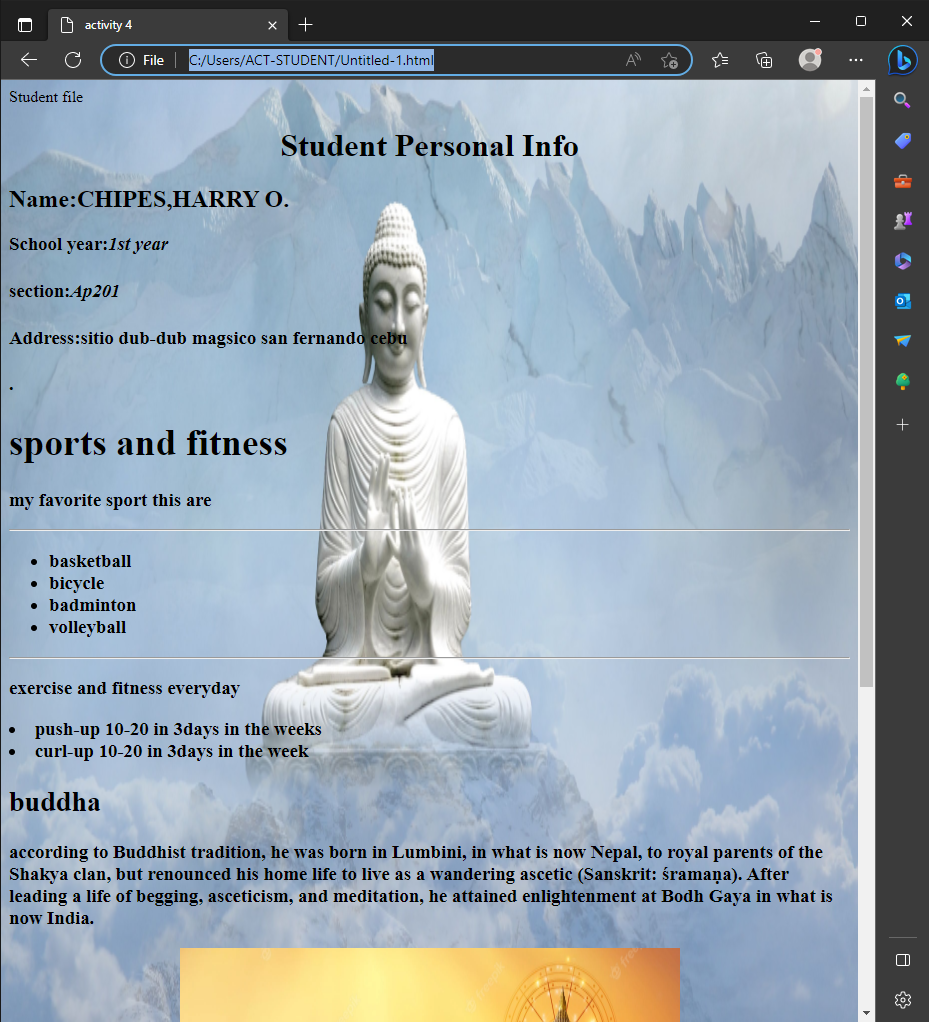 activity 4
File
C:/Users/ACT-STUDENT/Untitled-1.html
Student file
Student Personal Info
Name:CHIPES,HARRY O.
School year:1st year
section:Ap201
Address:sitio dub-dub magsico san fernando cebu
.
sports and fitness
my favorite sport this are
• basketball
• bicycle
• badminton
• volleyball
exercise and fitness everyday
• push-up 10-20 in 3days in the weeks
• curl-up 10-20 in 3days in the week
buddha
according to Buddhist tradition, he was born in Lumbini, in what is now Nepal, to royal parents of the
Shakya clan, but renounced his home life to live as a wandering ascetic (Sanskrit: śramaṇa). After
leading a life of begging, asceticism, and meditation, he attained enlightenment at Bodh Gaya in what is
now India.